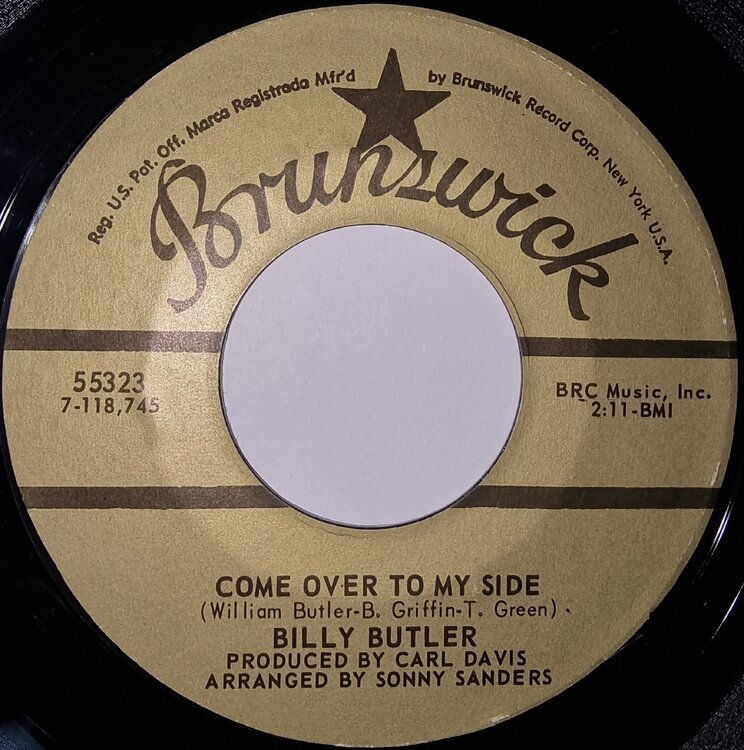 Reg. U.S. Pat. Off. Marca Registrada Mfr'd by Brunswick Record Corp. New York U.S.A.
Brunswick
55323
7-118,745
BRC Music, Inc.
2:11-BMI
COME OVER TO MY SIDE
(William Butler-B. Griffin-T. Green)
BILLY BUTLER
PRODUCED BY CARL DAVIS
ARRANGED BY SONNY SANDERS